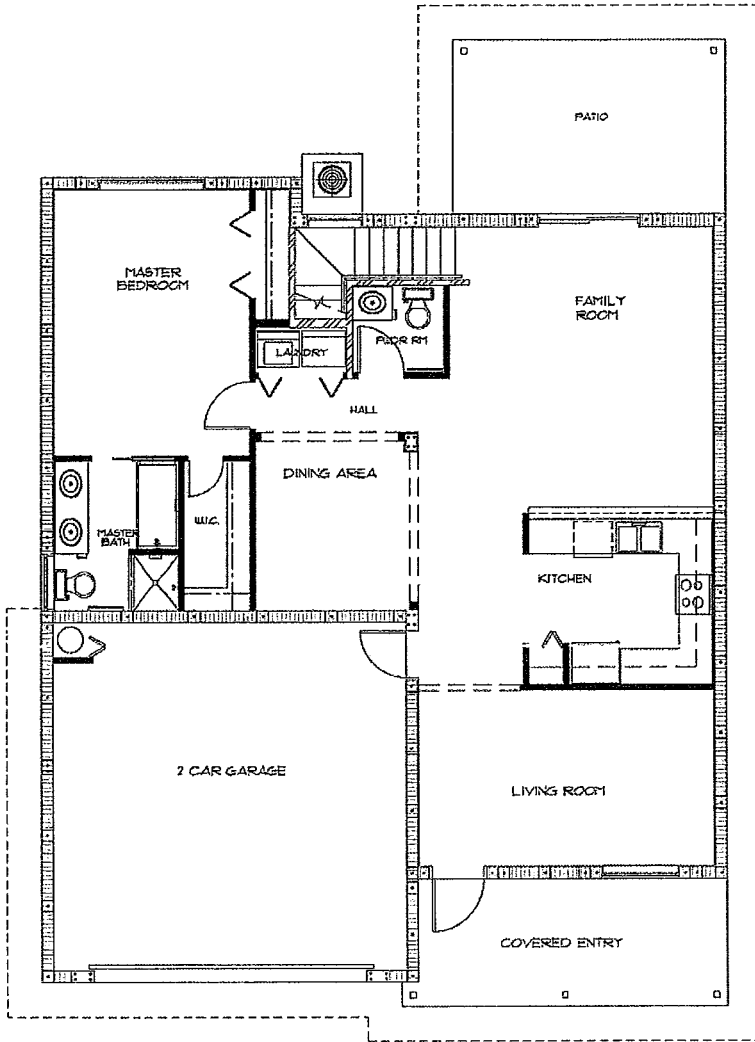 PATIO
MASTER
BEDROOM
FAMILY
ROOM
LAUNDRY
PWDR RM
HALL
DINING AREA
W.I.C.
MASTER
BATH
KITCHEN
2 CAR GARAGE
LIVING ROOM
COVERED ENTRY